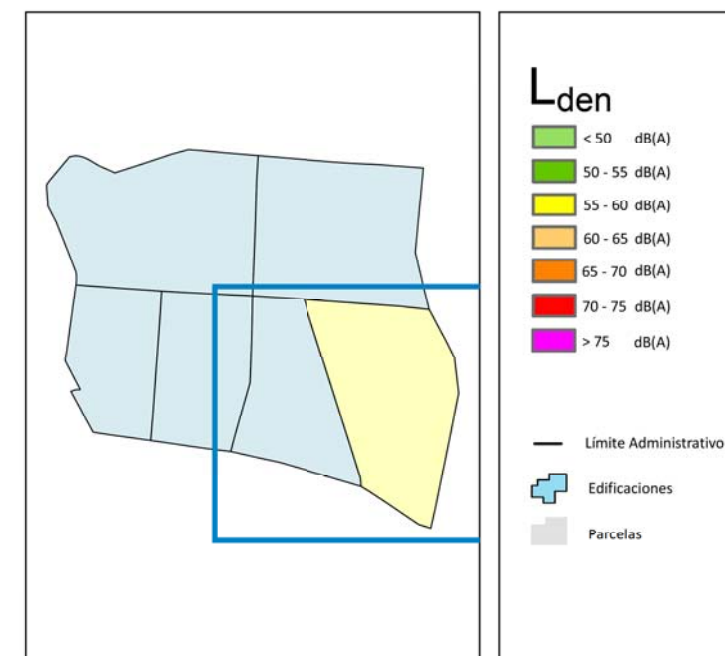 Lden
< 50 dB(A)
50 - 55 dB(A)
55 - 60 dB(A)
60 - 65 dB(A)
65 - 70 dB(A)
70 - 75 dB(A)
> 75 dB(A)
Límite Administrativo
Edificaciones
Parcelas